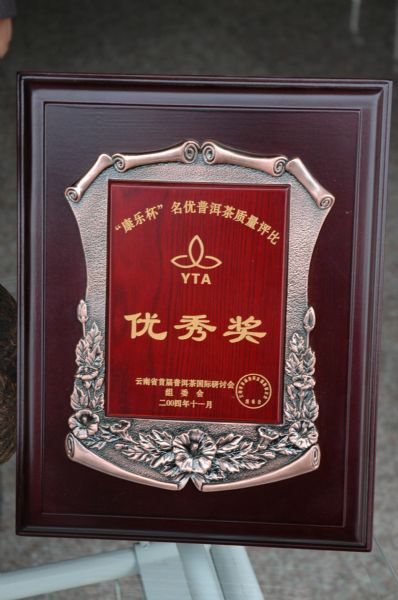 “康乐杯”名优普洱茶质量评比
YTA
优秀奖
云南省首届普洱茶国际研讨会
组委会
二00四年十一月